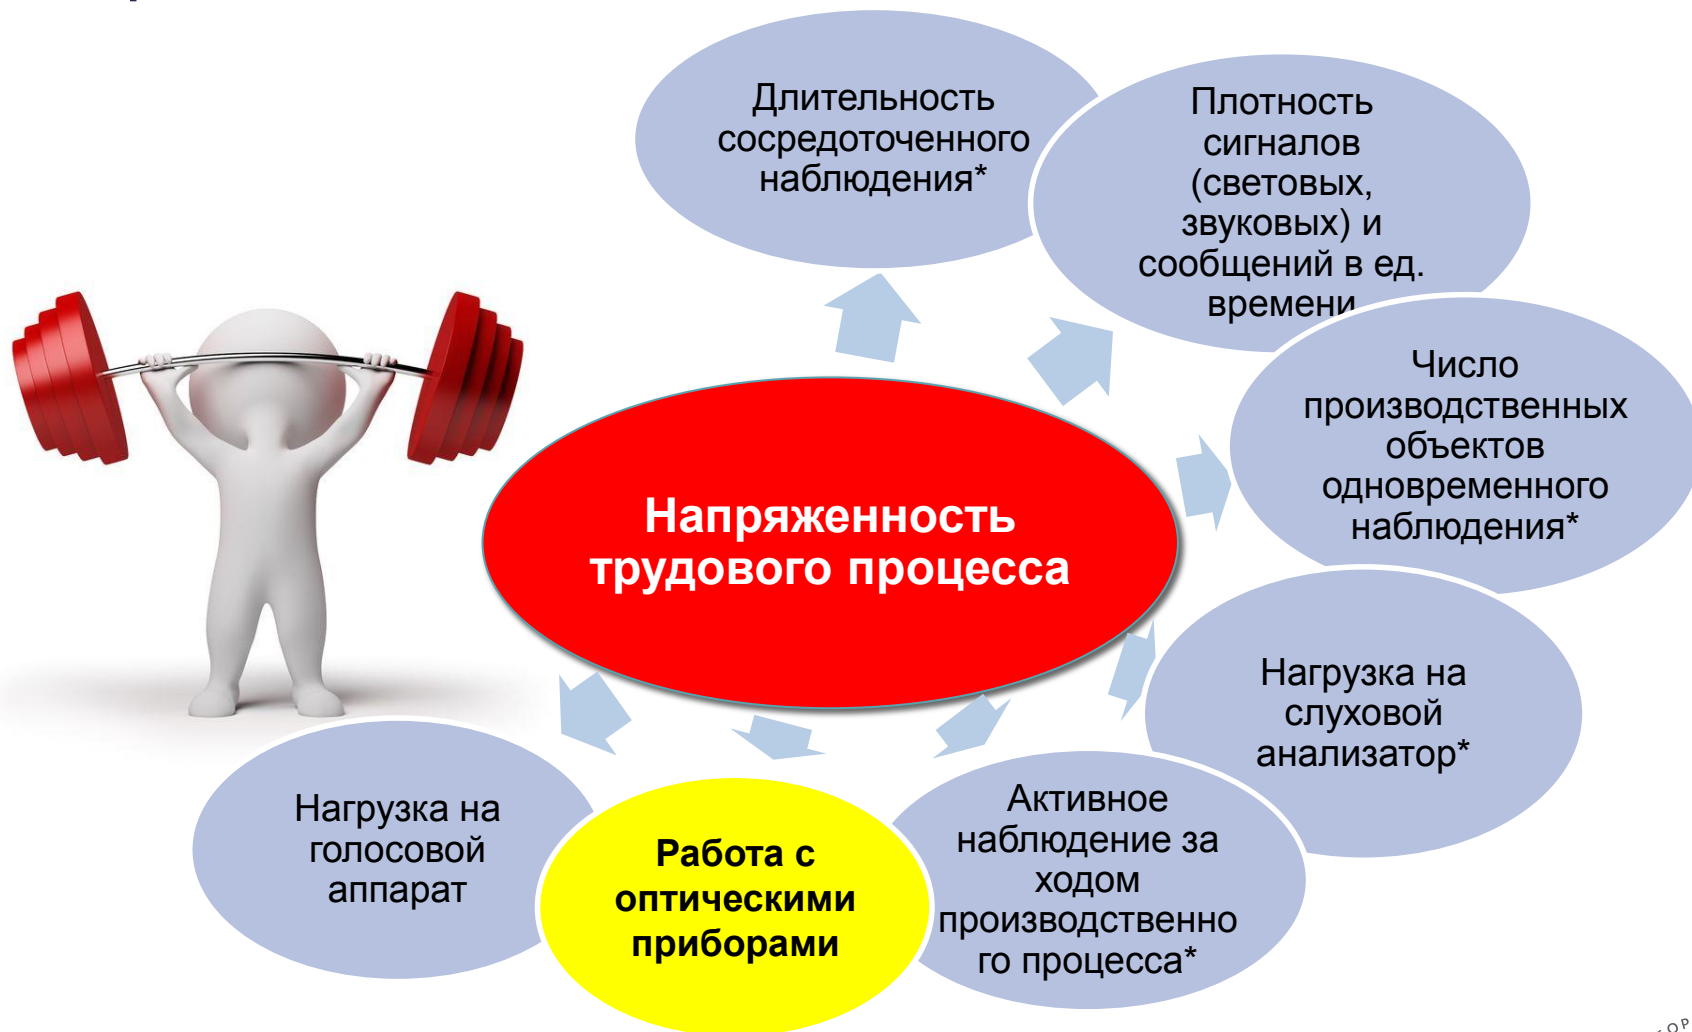 Длительность
сосредоточенного
наблюдения*
Плотность
сигналов
(световых,
звуковых) и
сообщений в ед.
времени
Число
производственных
объектов
одновременного
наблюдения*
Напряженность
трудового процесса
Нагрузка на
слуховой
анализатор*
Активное
наблюдение за
ходом
производственно
го процесса*
Работа с
оптическими
приборами
Нагрузка на
голосовой
аппарат